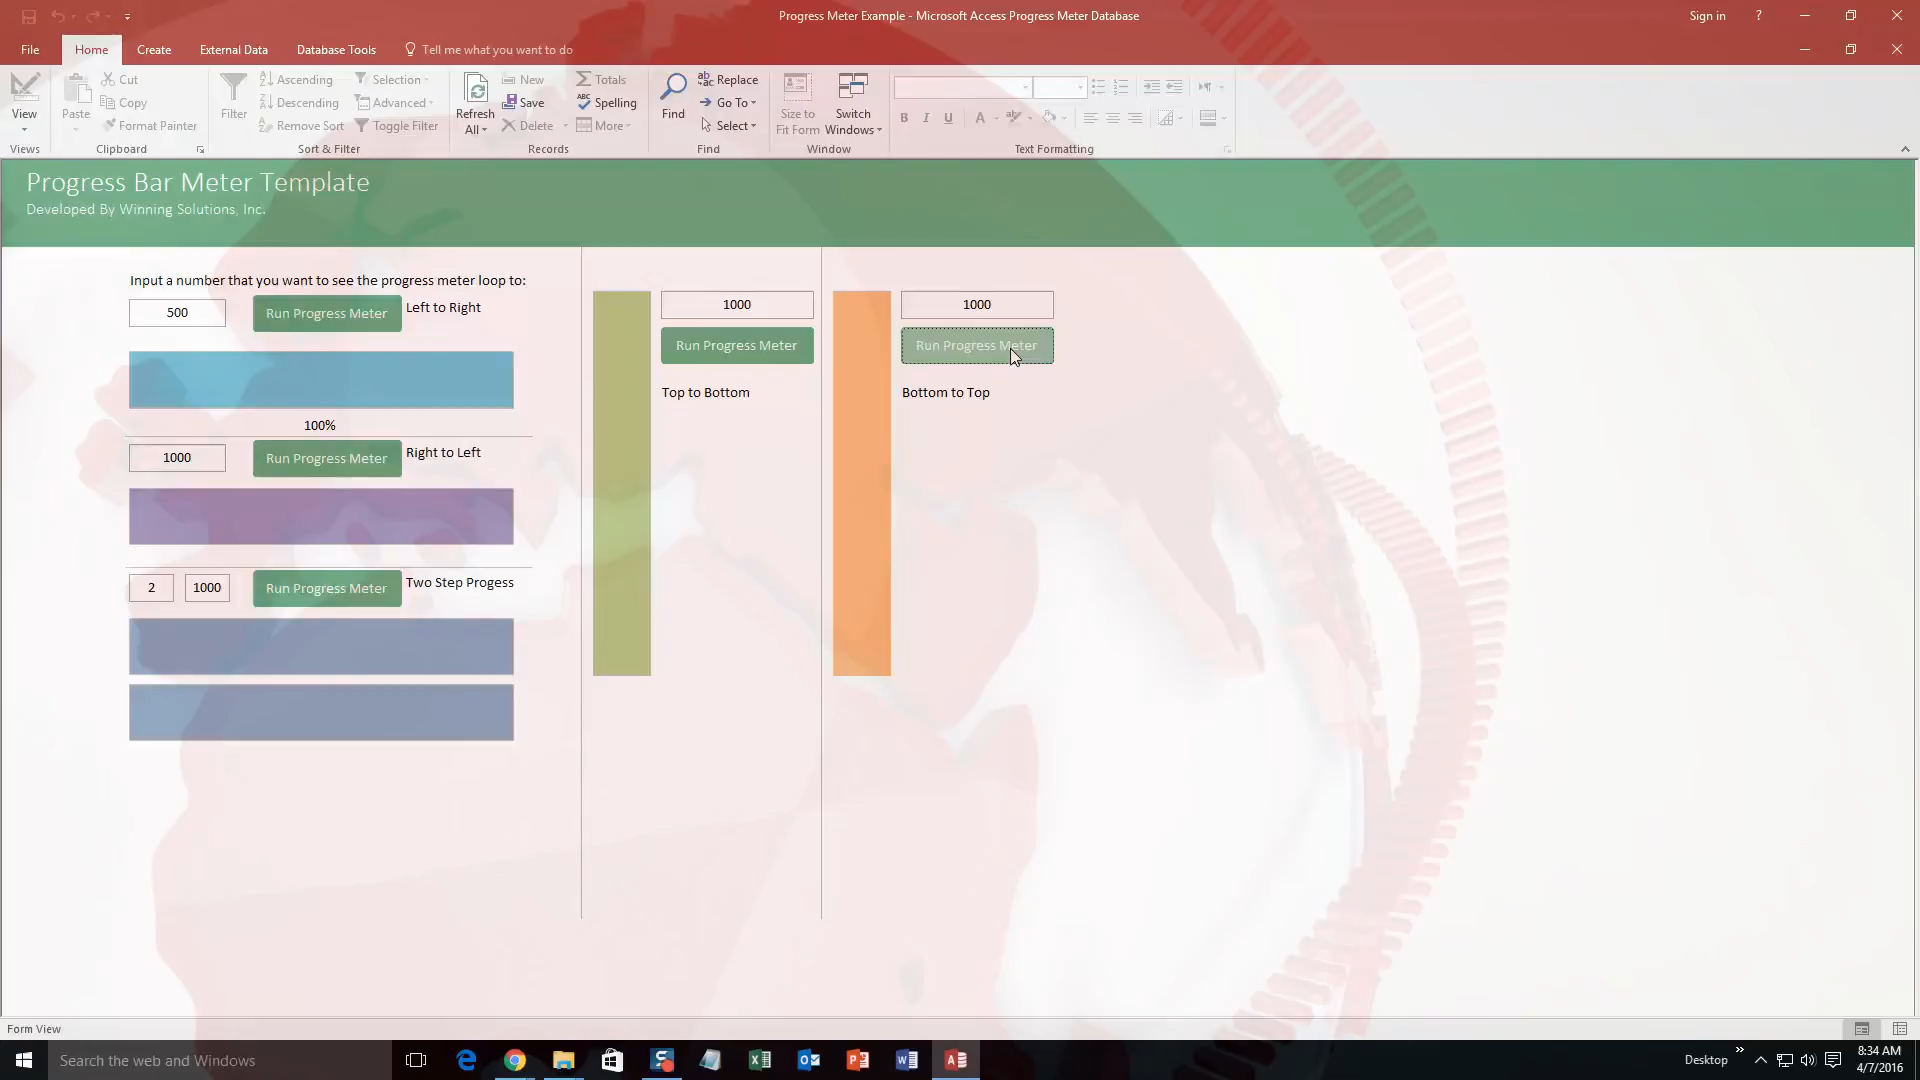 Progress Meter Example - Microsoft Access Progress Meter Database
Sign in
?
File
Home
Create
External Data
Database Tools
Tell me what you want to do
View
Views
Paste
Cut
Copy
Format Painter
Clipboard
Filter
Ascending
Descending
Remove Sort
Selection
Advanced
Toggle Filter
Sort & Filter
Refresh
All
New
Save
Delete
Totals
Spelling
More
Records
Find
Replace
Go To
Select
Find
Size to
Fit Form
Switch
Windows
Window
B I U A
Text Formatting
Progress Bar Meter Template
Developed By Winning Solutions, Inc.
Input a number that you want to see the progress meter loop to:
500
Run Progress Meter
Left to Right
100%
1000
Run Progress Meter
Right to Left
2
1000
Run Progress Meter
Two Step Progess
1000
Run Progress Meter
Top to Bottom
1000
Run Progress Meter
Bottom to Top
Form View
Search the web and Windows
Desktop
8:34 AM
4/7/2016